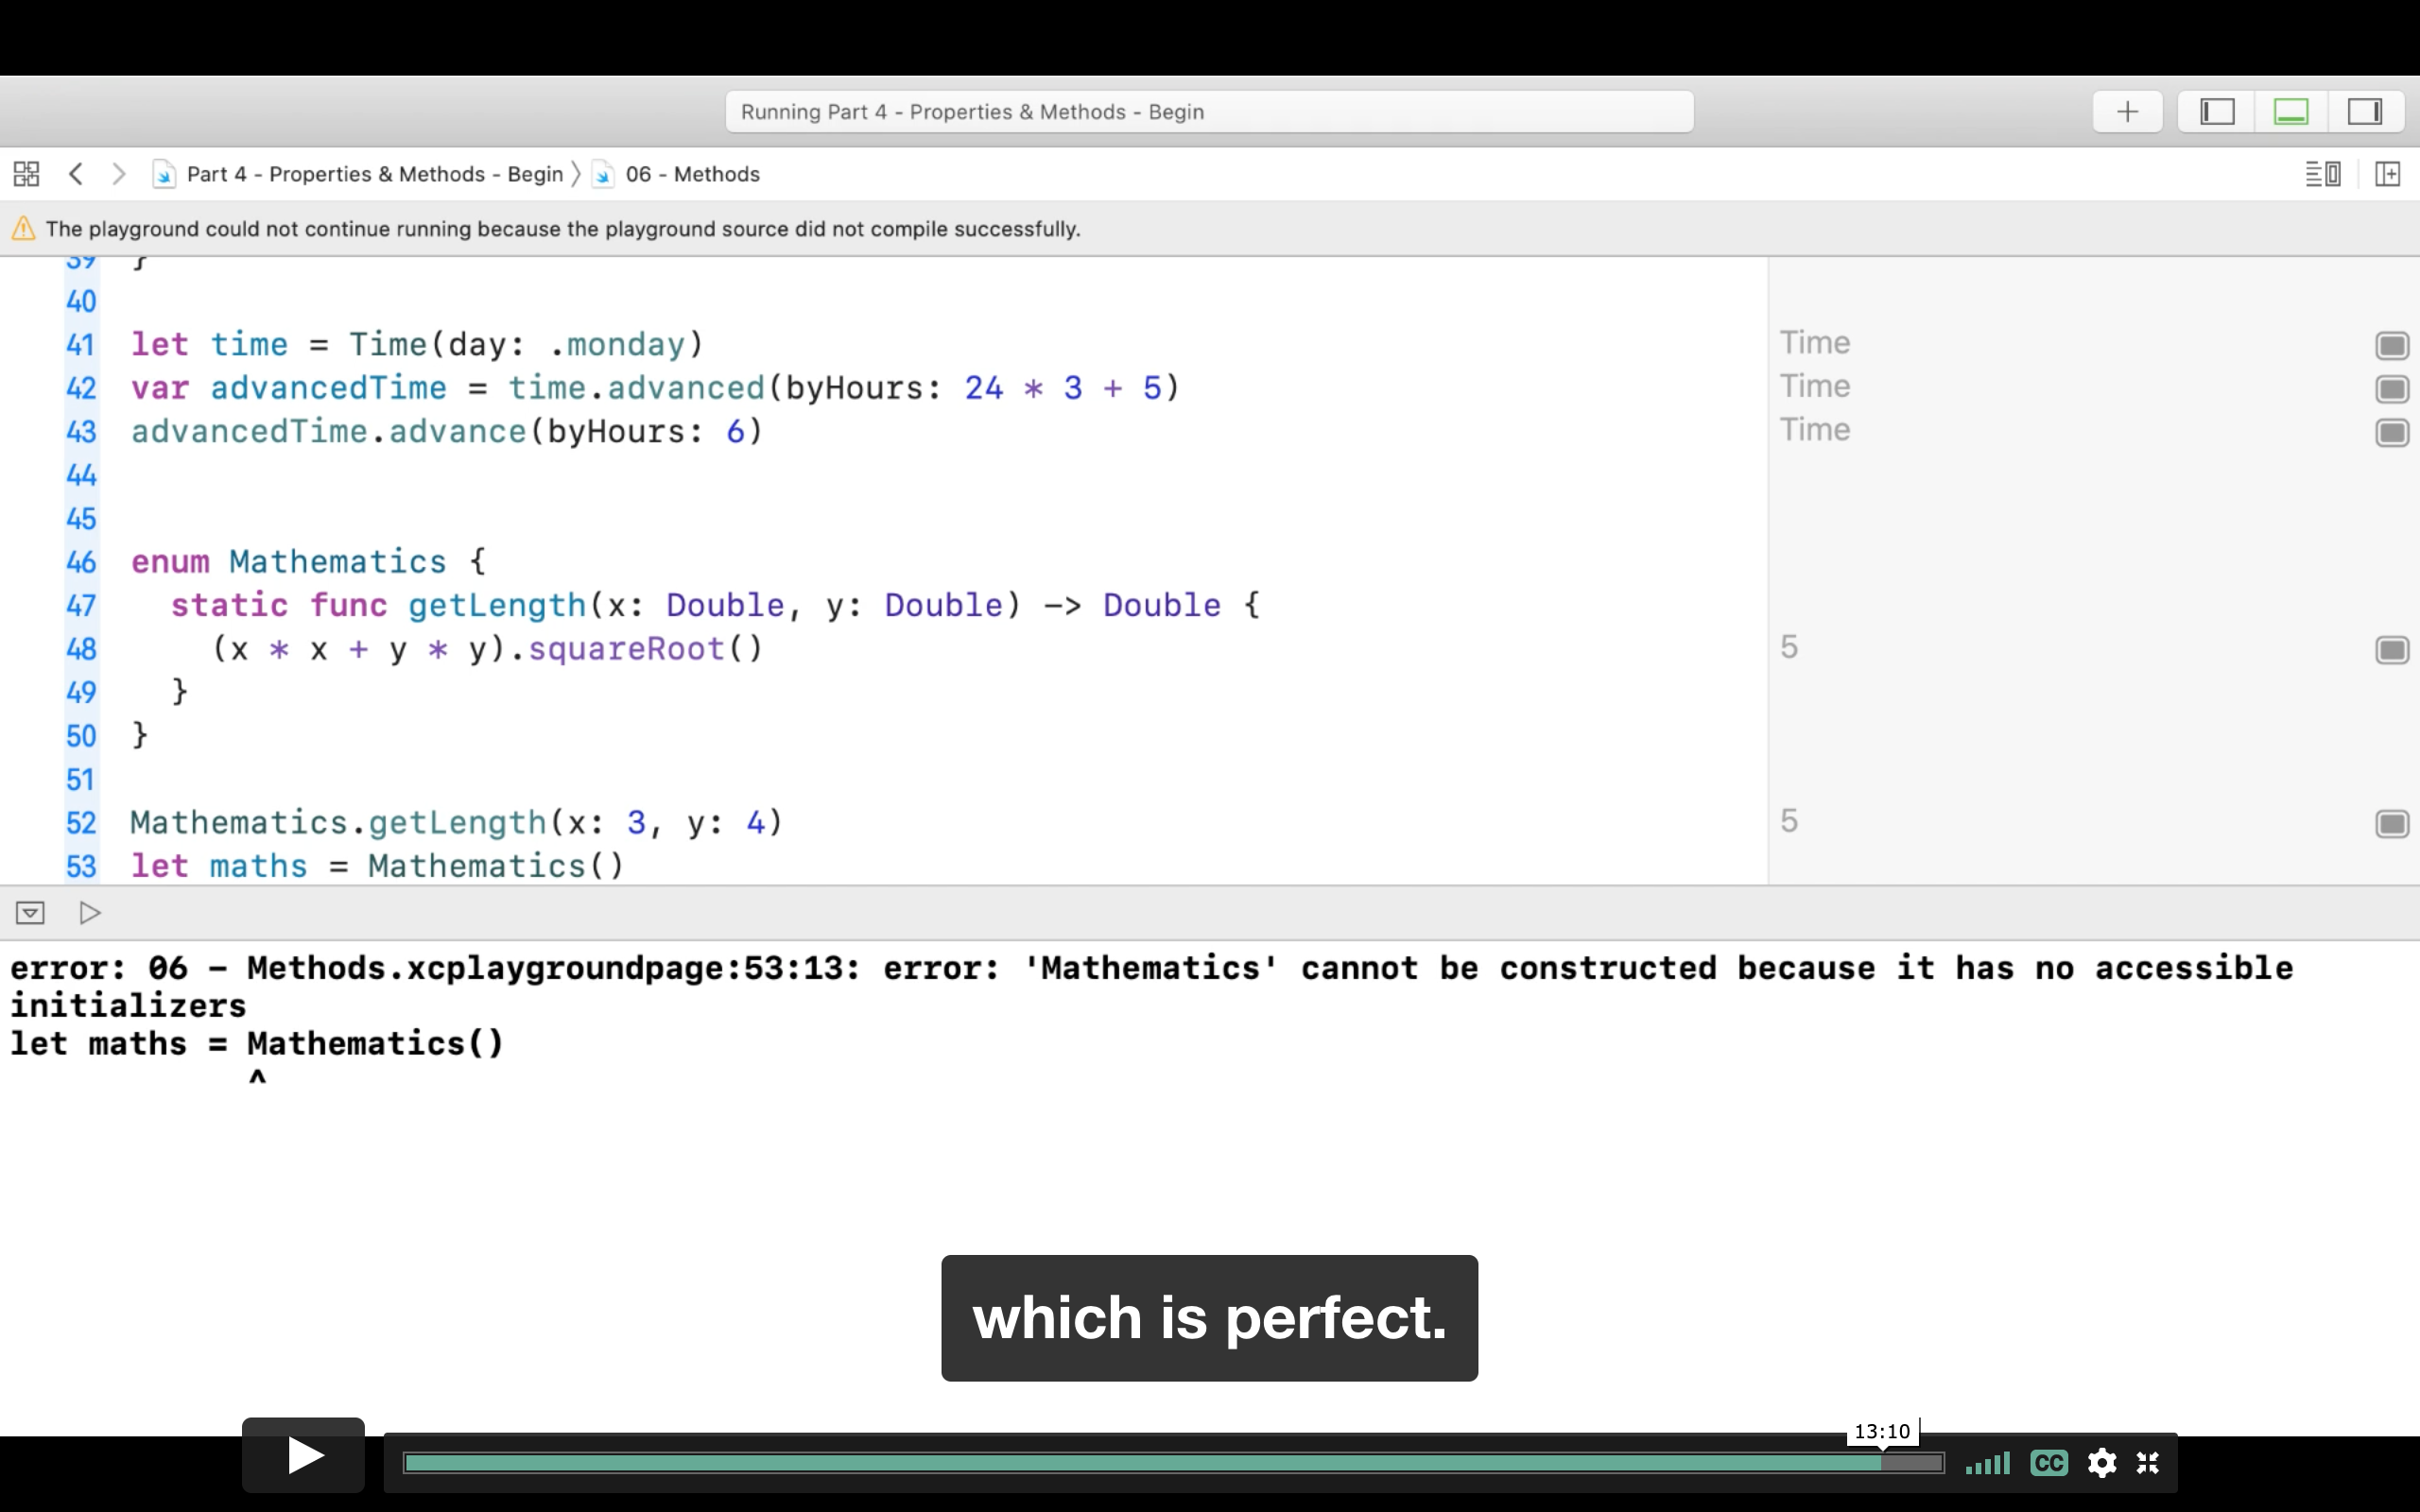 Running Part 4 - Properties & Methods - Begin
Part 4 - Properties & Methods - Begin 〉 06 - Methods
The playground could not continue running because the playground source did not compile successfully.
39 }
40
41 let time = Time(day: .monday) Time
42 var advancedTime = time.advanced(byHours: 24 * 3 + 5) Time
43 advancedTime.advance(byHours: 6) Time
44
45
46 enum Mathematics {
47 static func getLength(x: Double, y: Double) -> Double {
48 (x * x + y * y).squareRoot() 5
49 }
50 }
51
52 Mathematics.getLength(x: 3, y: 4) 5
53 let maths = Mathematics()
error: 06 - Methods.xcplaygroundpage:53:13: error: 'Mathematics' cannot be constructed because it has no accessible
initializers
let maths = Mathematics()
^
which is perfect.
13:10
CC